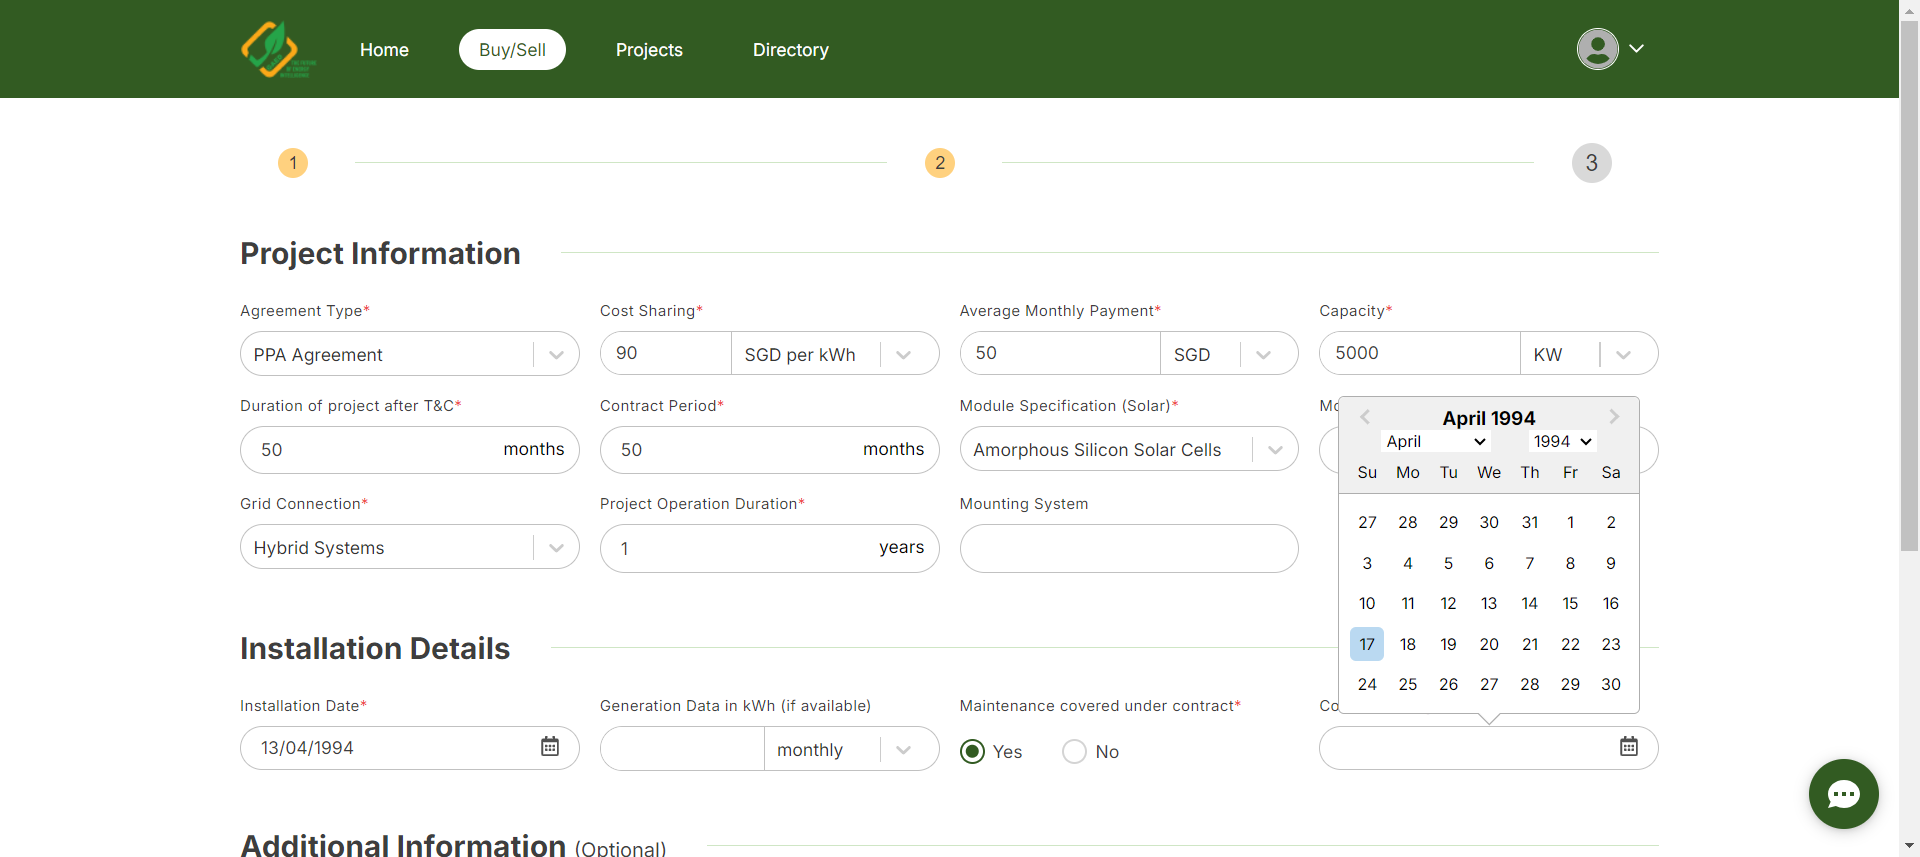 Home
Buy/Sell
Projects
Directory
1
2
3
Project Information
Agreement Type*
Cost Sharing*
Average Monthly Payment*
Capacity*
PPA Agreement
90
SGD per kWh
50
SGD
5000
KW
Duration of project after T&C*
Contract Period*
Module Specification (Solar)*
50 months
50 months
Amorphous Silicon Solar Cells
Grid Connection*
Project Operation Duration*
Mounting System
Hybrid Systems
1 years
April 1994
April
1994
Su Mo Tu We Th Fr Sa
27 28 29 30 31 1 2
3 4 5 6 7 8 9
10 11 12 13 14 15 16
17 18 19 20 21 22 23
24 25 26 27 28 29 30
Installation Details
Installation Date*
Generation Data in kWh (if available)
Maintenance covered under contract*
Co
13/04/1994
monthly
Yes
No
Additional Information (Optional)